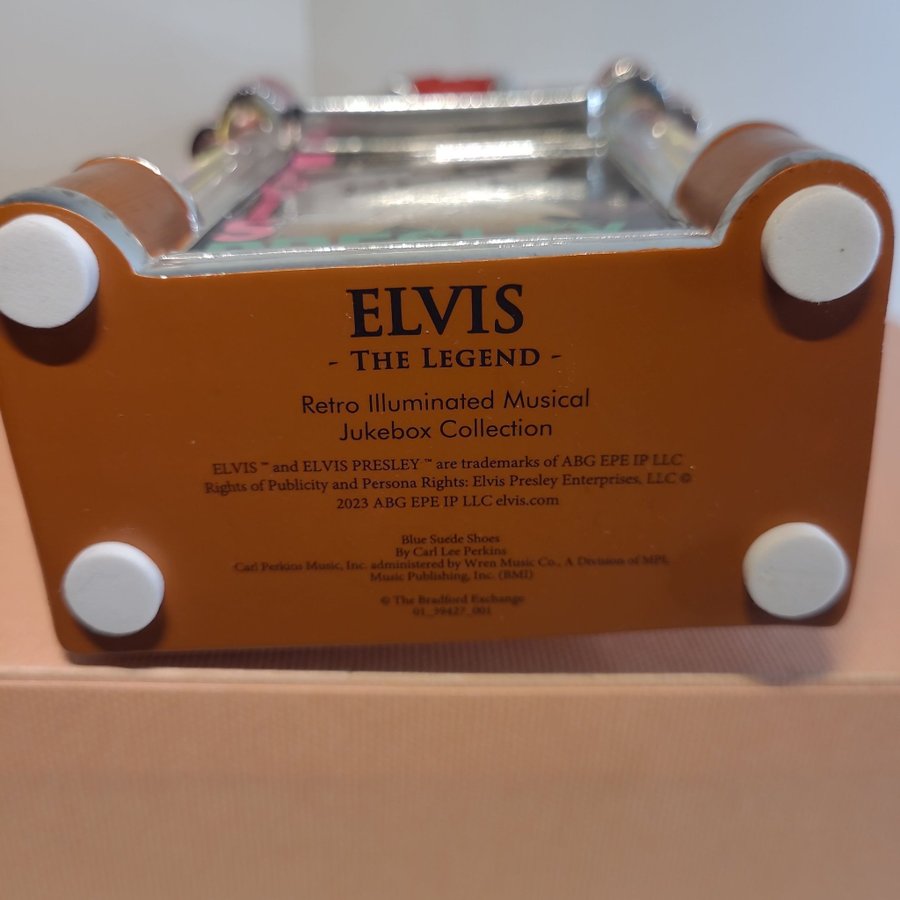 ELVIS
- THE LEGEND -
Retro Illuminated Musical
Jukebox Collection
ELVIS ™ and ELVIS PRESLEY ™ are trademarks of ABG EPE IP LLC
Rights of Publicity and Persona Rights: Elvis Presley Enterprises, LLC ©
2023 ABG EPE IP LLC elvis.com
Blue Suede Shoes
By Carl Lee Perkins
Carl Perkins Music, Inc. administered by Wren Music Co., A Division of MPL
Music Publishing, Inc. (BMI)
© The Bradford Exchange
01_39427_001